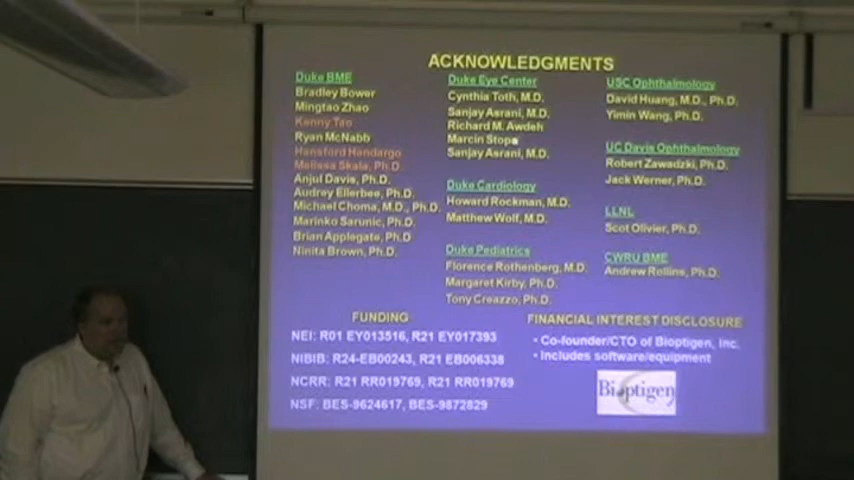 ACKNOWLEDGMENTS
Duke BME
Bradley Bower
Mingtao Zhao
Kenny Tao
Ryan McNabb
Hansford Hendargo
Melissa Skala, Ph.D.
Anjul Davis, Ph.D.
Audrey Ellerbee, Ph.D.
Michael Choma, M.D., Ph.D.
Marinko Sarunic, Ph.D.
Brian Applegate, Ph.D
Ninita Brown, Ph.D.
Duke Eye Center
Cynthia Toth, M.D.
Sanjay Asrani, M.D.
Richard M. Awdeh
Marcin Stopa
Sanjay Asrani, M.D.
Duke Cardiology
Howard Rockman, M.D.
Matthew Wolf, M.D.
Duke Pediatrics
Florence Rothenberg, M.D.
Margaret Kirby, Ph.D.
Tony Creazzo, Ph.D.
USC Ophthalmology
David Huang, M.D., Ph.D.
Yimin Wang, Ph.D.
UC Davis Ophthalmology
Robert Zawadzki, Ph.D.
Jack Werner, Ph.D.
LLNL
Scot Olivier, Ph.D.
CWRU BME
Andrew Rollins, Ph.D.
FUNDING
NEI: R01 EY013516, R21 EY017393
NIBIB: R24-EB00243, R21 EB006338
NCRR: R21 RR019769, R21 RR019769
NSF: BES-9624617, BES-9872829
FINANCIAL INTEREST DISCLOSURE
• Co-founder/CTO of Bioptigen, Inc.
• Includes software/equipment
Bioptigen